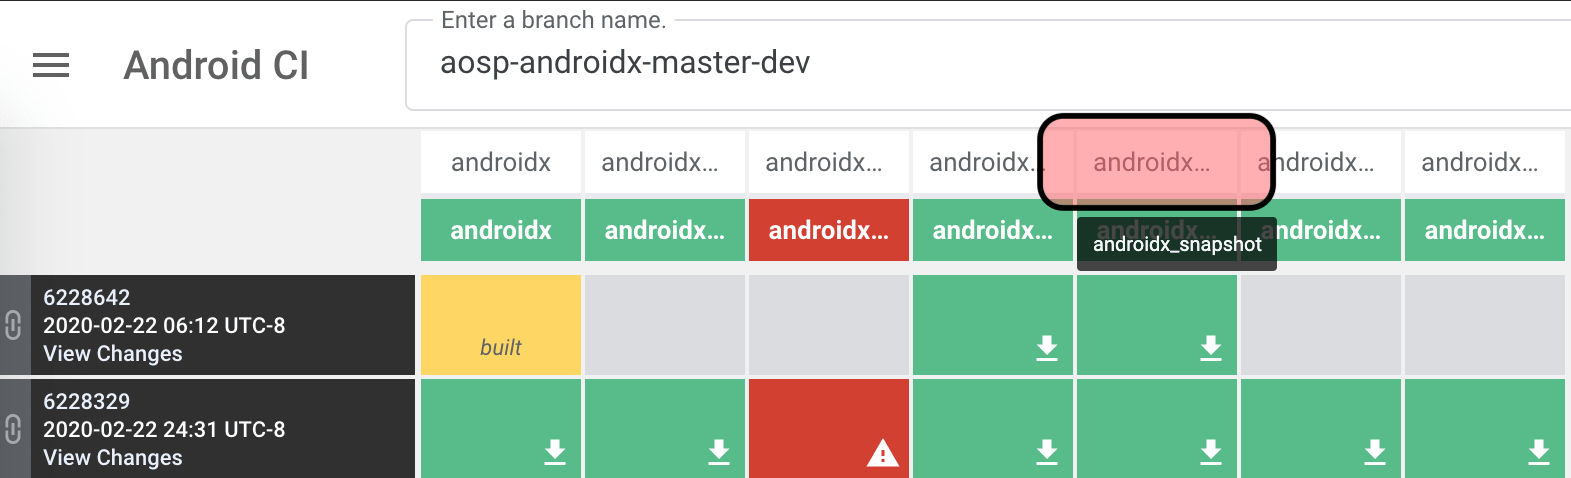 Enter a branch name.
Android CI
aosp-androidx-master-dev
androidx androidx... androidx... androidx... androidx... androidx... androidx...
androidx androidx... androidx... androidx... androidx... androidx... androidx...
androidx_snapshot
6228642
2020-02-22 06:12 UTC-8
View Changes
built
6228329
2020-02-22 24:31 UTC-8
View Changes